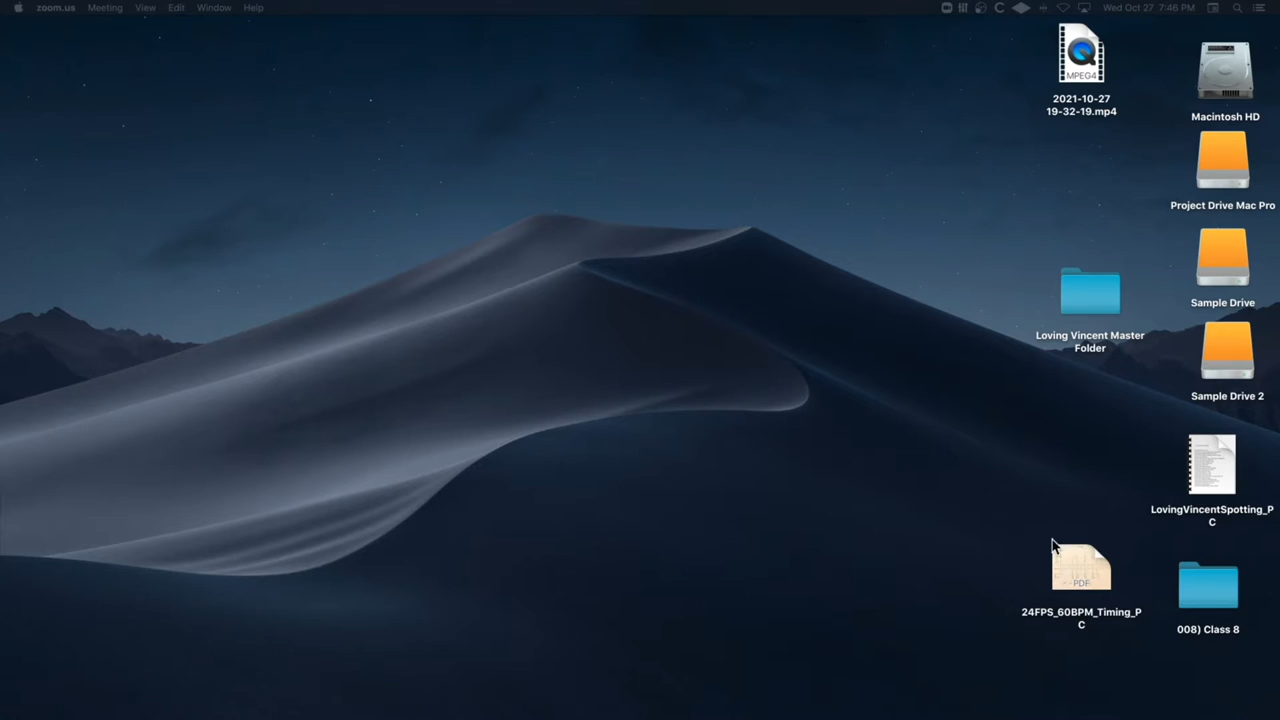 zoom.us Meeting View Edit Window Help Wed Oct 27 7:46 PM
MPEG4
2021-10-27
19-32-19.mp4
Macintosh HD
Project Drive Mac Pro
Sample Drive
Loving Vincent Master
Folder
Sample Drive 2
LovingVincentSpotting_P
C
PDF
24FPS_60BPM_Timing_P
C
008) Class 8